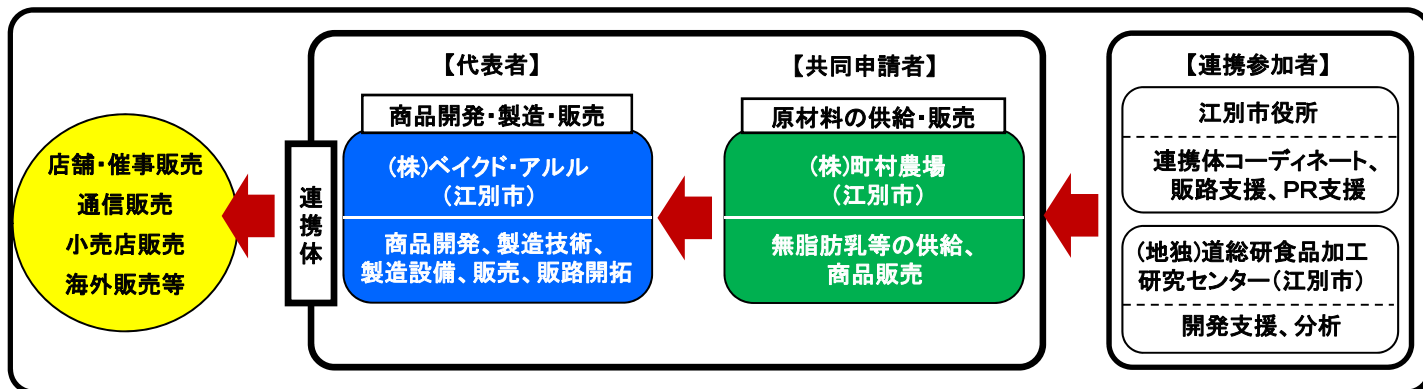 店舗・催事販売
通信販売
小売店販売
海外販売等
連携体
【代表者】
商品開発・製造・販売
(株)ベイクド・アルル
(江別市)
商品開発、製造技術、
製造設備、販売、販路開拓
【共同申請者】
原材料の供給・販売
(株)町村農場
(江別市)
無脂肪乳等の供給、
商品販売
【連携参加者】
江別市役所
連携体コーディネート、
販路支援、PR支援
(地独)道総研食品加工
研究センター(江別市)
開発支援、分析